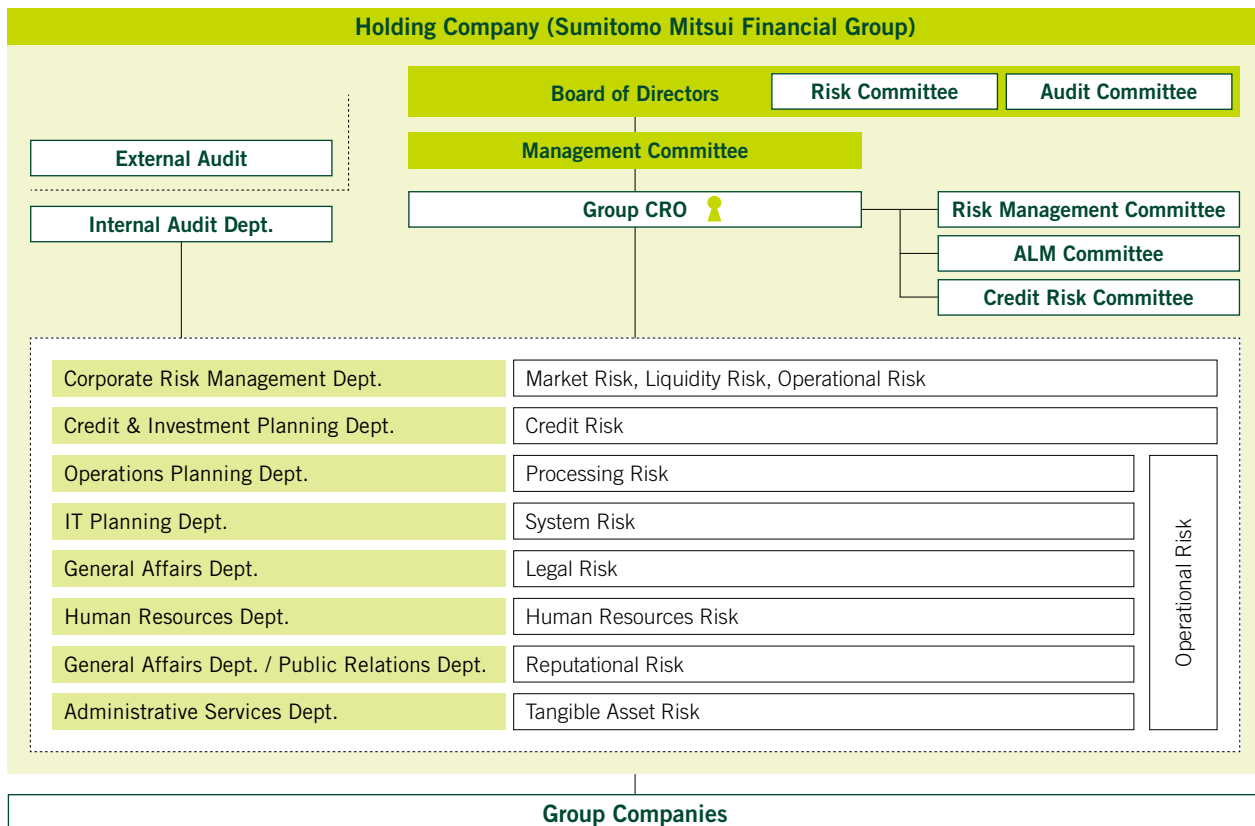 Holding Company (Sumitomo Mitsui Financial Group)
Board of Directors
Risk Committee
Audit Committee
External Audit
Management Committee
Internal Audit Dept.
Group CRO
Risk Management Committee
ALM Committee
Credit Risk Committee
Corporate Risk Management Dept.
Market Risk, Liquidity Risk, Operational Risk
Credit & Investment Planning Dept.
Credit Risk
Operations Planning Dept.
Processing Risk
IT Planning Dept.
System Risk
General Affairs Dept.
Legal Risk
Human Resources Dept.
Human Resources Risk
General Affairs Dept. / Public Relations Dept.
Reputational Risk
Administrative Services Dept.
Tangible Asset Risk
Operational Risk
Group Companies